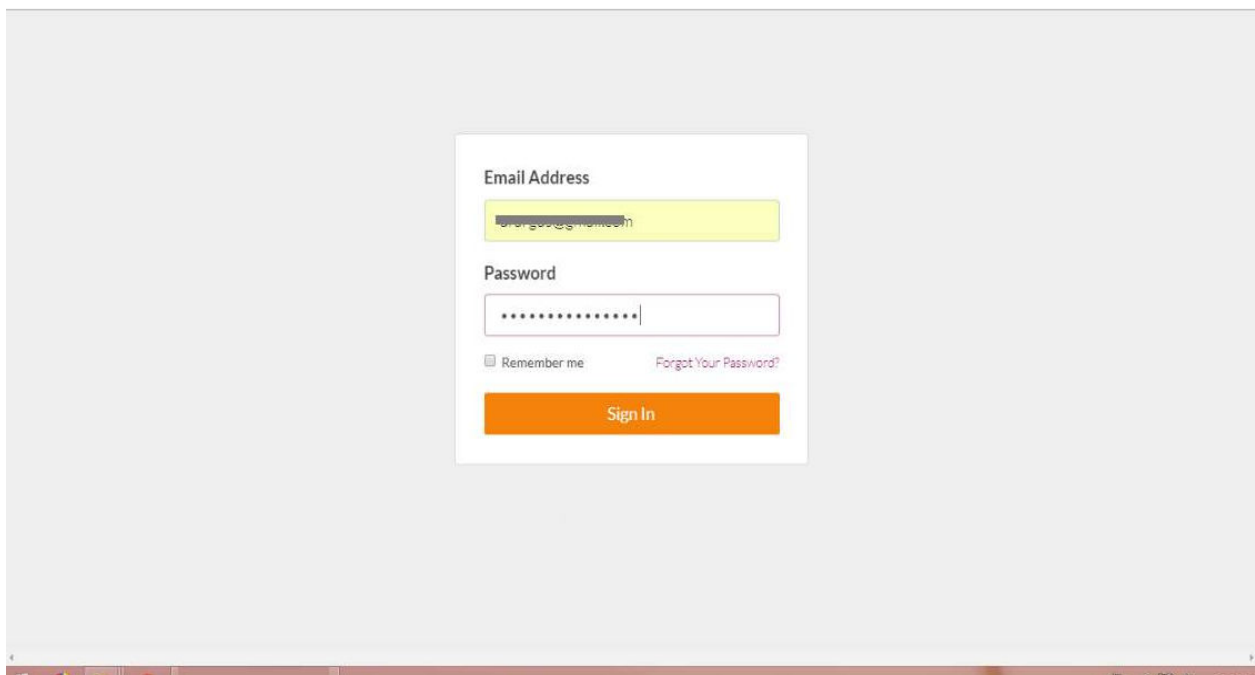 Email Address
Password
•••••••••••••••
Remember me
Forgot Your Password?
Sign In